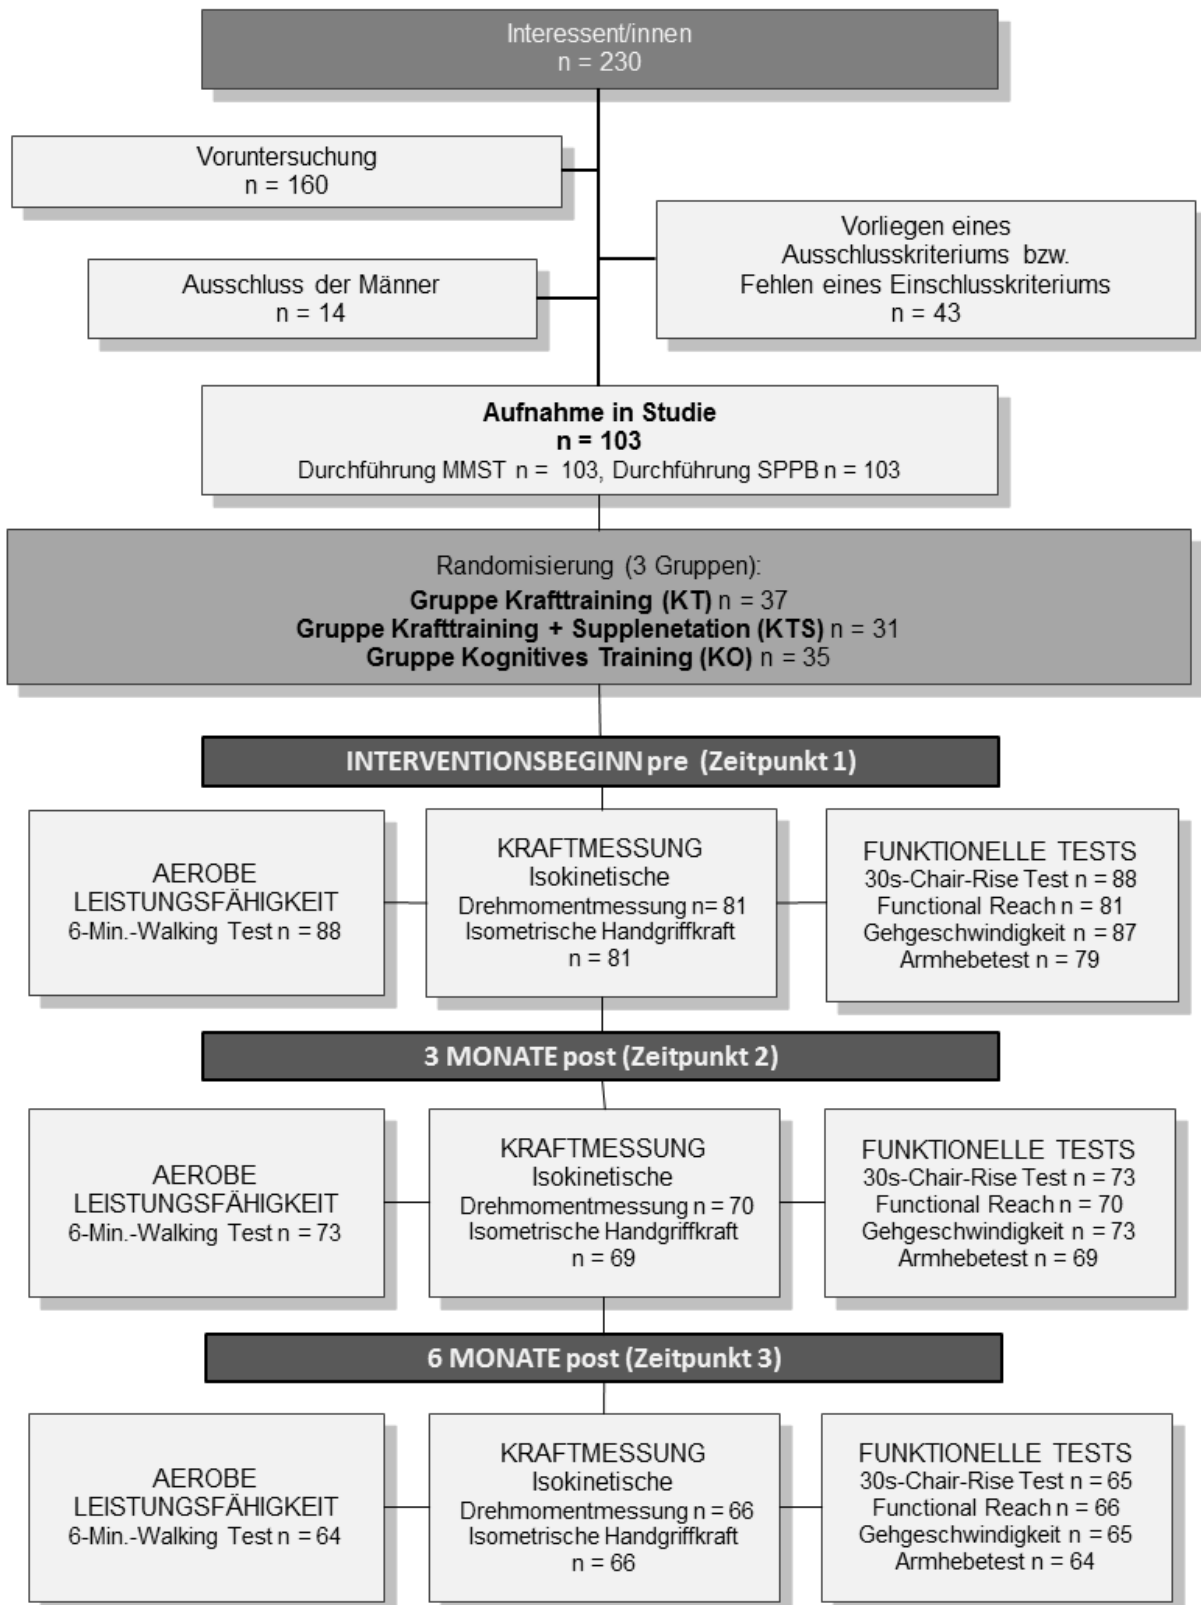 Interessent/innen
n = 230
Voruntersuchung
n = 160
Vorliegen eines
Ausschlusskriteriums bzw.
Fehlen eines Einschlusskriteriums
n = 43
Ausschluss der Männer
n = 14
Aufnahme in Studie
n = 103
Durchführung MMST n = 103, Durchführung SPPB n = 103
Randomisierung (3 Gruppen):
Gruppe Krafttraining (KT) n = 37
Gruppe Krafttraining + Supplenetation (KTS) n = 31
Gruppe Kognitives Training (KO) n = 35
INTERVENTIONSBEGINN pre (Zeitpunkt 1)
AEROBE
LEISTUNGSFÄHIGKEIT
6-Min.-Walking Test n = 88
KRAFTMESSUNG
Isokinetische
Drehmomentmessung n= 81
Isometrische Handgriffkraft
n = 81
FUNKTIONELLE TESTS
30s-Chair-Rise Test n = 88
Functional Reach n = 81
Gehgeschwindigkeit n = 87
Armhebetest n = 79
3 MONATE post (Zeitpunkt 2)
AEROBE
LEISTUNGSFÄHIGKEIT
6-Min.-Walking Test n = 73
KRAFTMESSUNG
Isokinetische
Drehmomentmessung n = 70
Isometrische Handgriffkraft
n = 69
FUNKTIONELLE TESTS
30s-Chair-Rise Test n = 73
Functional Reach n = 70
Gehgeschwindigkeit n = 73
Armhebetest n = 69
6 MONATE post (Zeitpunkt 3)
AEROBE
LEISTUNGSFÄHIGKEIT
6-Min.-Walking Test n = 64
KRAFTMESSUNG
Isokinetische
Drehmomentmessung n = 66
Isometrische Handgriffkraft
n = 66
FUNKTIONELLE TESTS
30s-Chair-Rise Test n = 65
Functional Reach n = 66
Gehgeschwindigkeit n = 65
Armhebetest n = 64